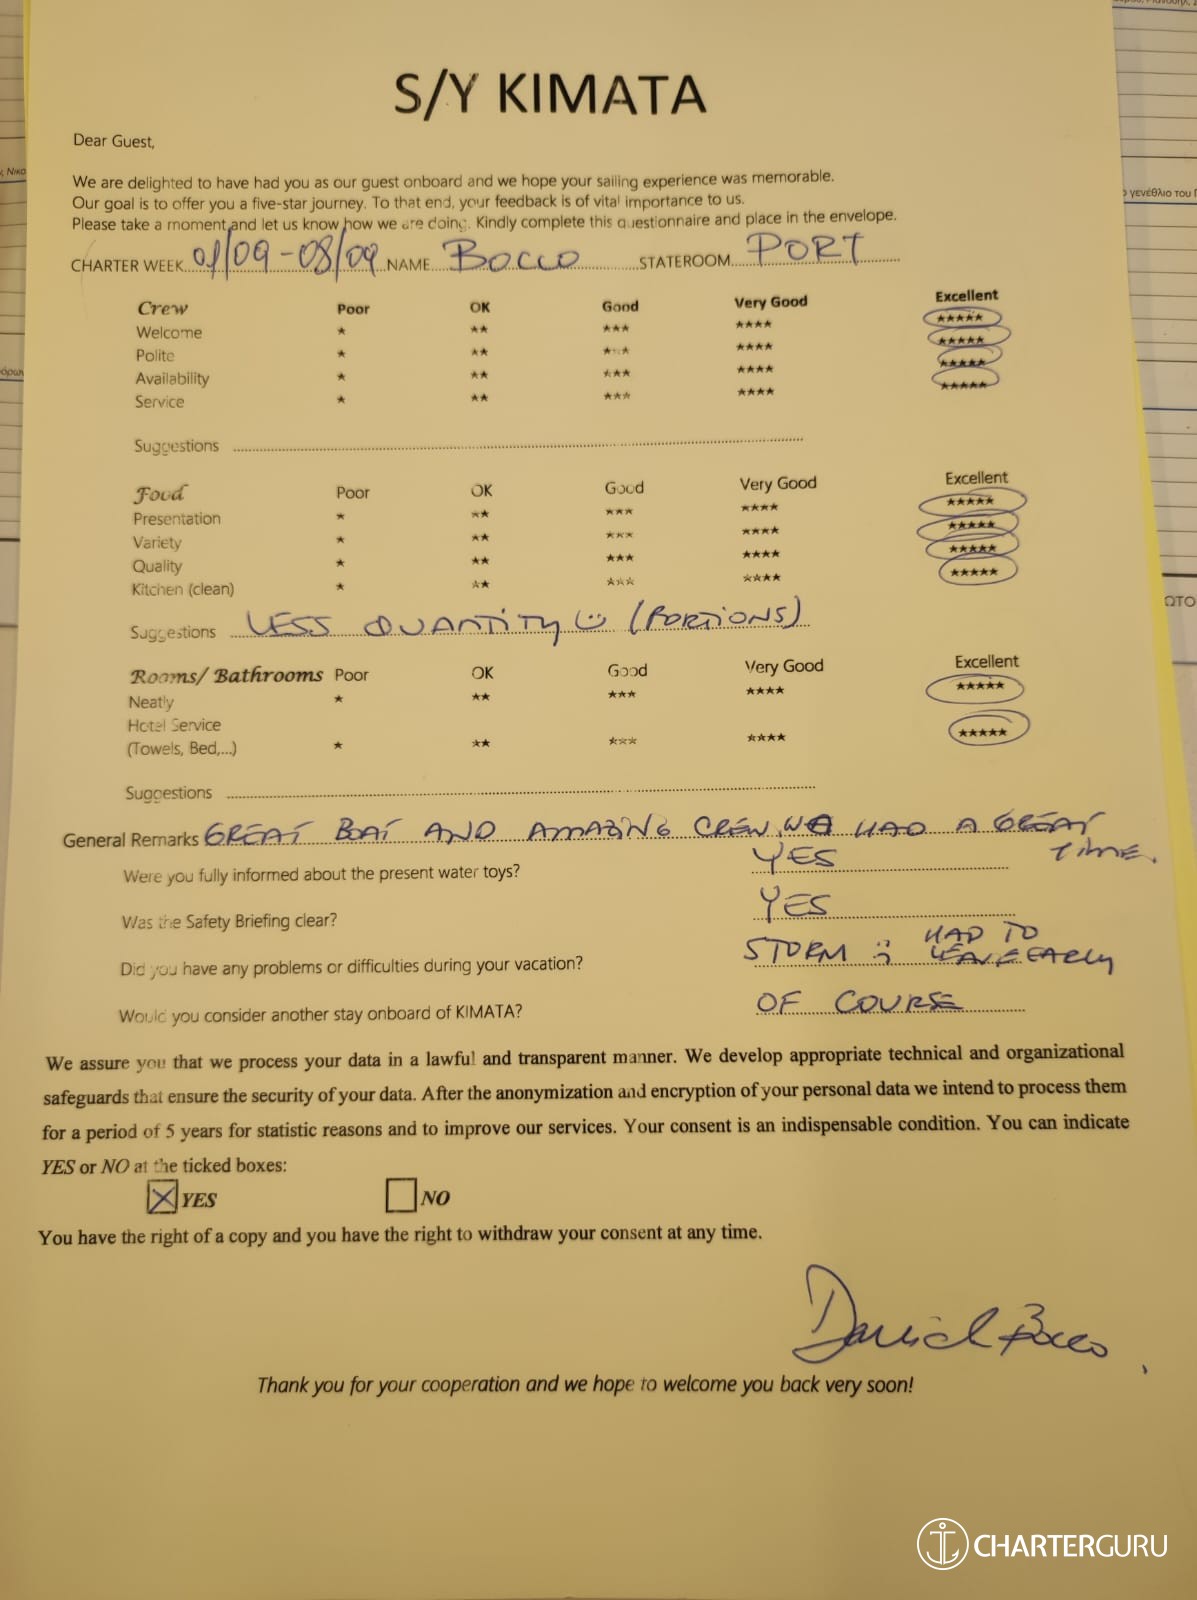 S/Y KIMATA
Dear Guest,
We are delighted to have had you as our guest onboard and we hope your sailing experience was memorable.
Our goal is to offer you a five-star journey. To that end, your feedback is of vital importance to us.
Please take a moment and let us know how we are doing. Kindly complete this questionnaire and place in the envelope.
CHARTER WEEK 01/09-08/09 NAME BOCCO STATEROOM PORT
Crew Poor OK Good Very Good Excellent
Welcome * ** *** **** *****
Polite * ** *** **** *****
Availability * ** *** **** *****
Service * ** *** **** *****
Suggestions
Food Poor OK Good Very Good Excellent
Presentation * ** *** **** *****
Variety * ** *** **** *****
Quality * ** *** **** *****
Kitchen (clean) * ** *** **** *****
Suggestions LESS QUANTITY (PORTIONS)
Rooms/ Bathrooms Poor OK Good Very Good Excellent
Neatly * ** *** **** *****
Hotel Service
(Towels, Bed,...) * ** *** **** *****
Suggestions
General Remarks GREAT BOAT AND AMAZING CREW. WE HAD A GREAT
TIME.
Were you fully informed about the present water toys? YES
Was the Safety Briefing clear? YES
Did you have any problems or difficulties during your vacation? STORM :( HAD TO
LEAVE EARLY
Would you consider another stay onboard of KIMATA? OF COURSE
We assure you that we process your data in a lawful and transparent manner. We develop appropriate technical and organizational
safeguards that ensure the security of your data. After the anonymization and encryption of your personal data we intend to process them
for a period of 5 years for statistic reasons and to improve our services. Your consent is an indispensable condition. You can indicate
YES or NO at the ticked boxes:
YES NO
You have the right of a copy and you have the right to withdraw your consent at any time.
Daniel Bocco
Thank you for your cooperation and we hope to welcome you back very soon!
CHARTERGURU